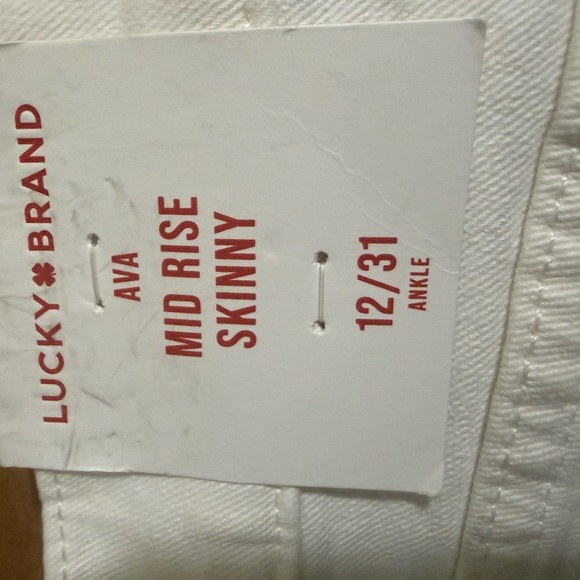 LUCKY BRAND
AVA
MID RISE
SKINNY
12/31
ANKLE